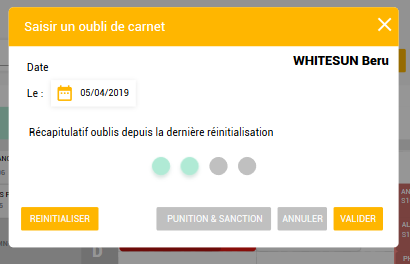 Saisir un oubli de carnet
WHITESUN Beru
Date
Le : 05/04/2019
Récapitulatif oublis depuis la dernière réinitialisation
REINITIALISER PUNITION & SANCTION ANNULER VALIDER
D